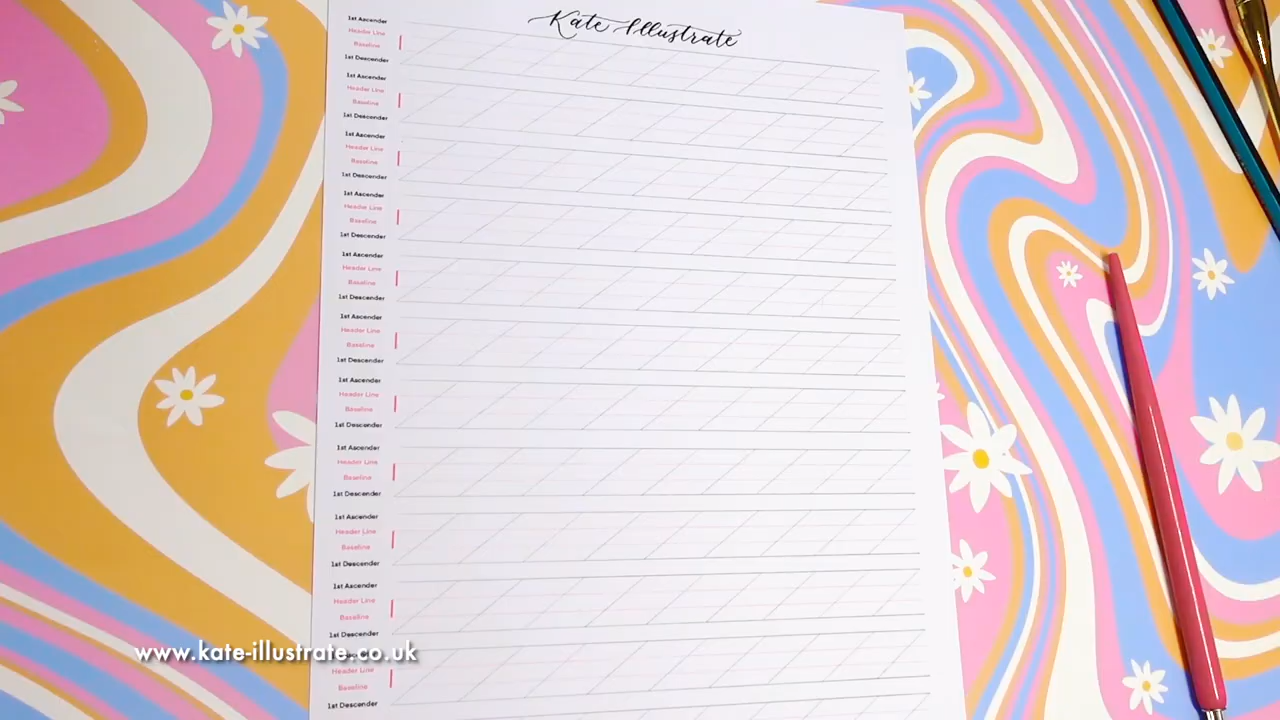 Kate Illustrate
1st Ascender
Header Line
Baseline
1st Descender
1st Ascender
Header Line
Baseline
1st Descender
1st Ascender
Header Line
Baseline
1st Descender
1st Ascender
Header Line
Baseline
1st Descender
1st Ascender
Header Line
Baseline
1st Descender
1st Ascender
Header Line
Baseline
1st Descender
1st Ascender
Header Line
Baseline
1st Descender
1st Ascender
Header Line
Baseline
1st Descender
1st Ascender
Header Line
Baseline
1st Descender
1st Ascender
Header Line
Baseline
1st Descender
www.kate-illustrate.co.uk
Header Line
Baseline
1st Descender